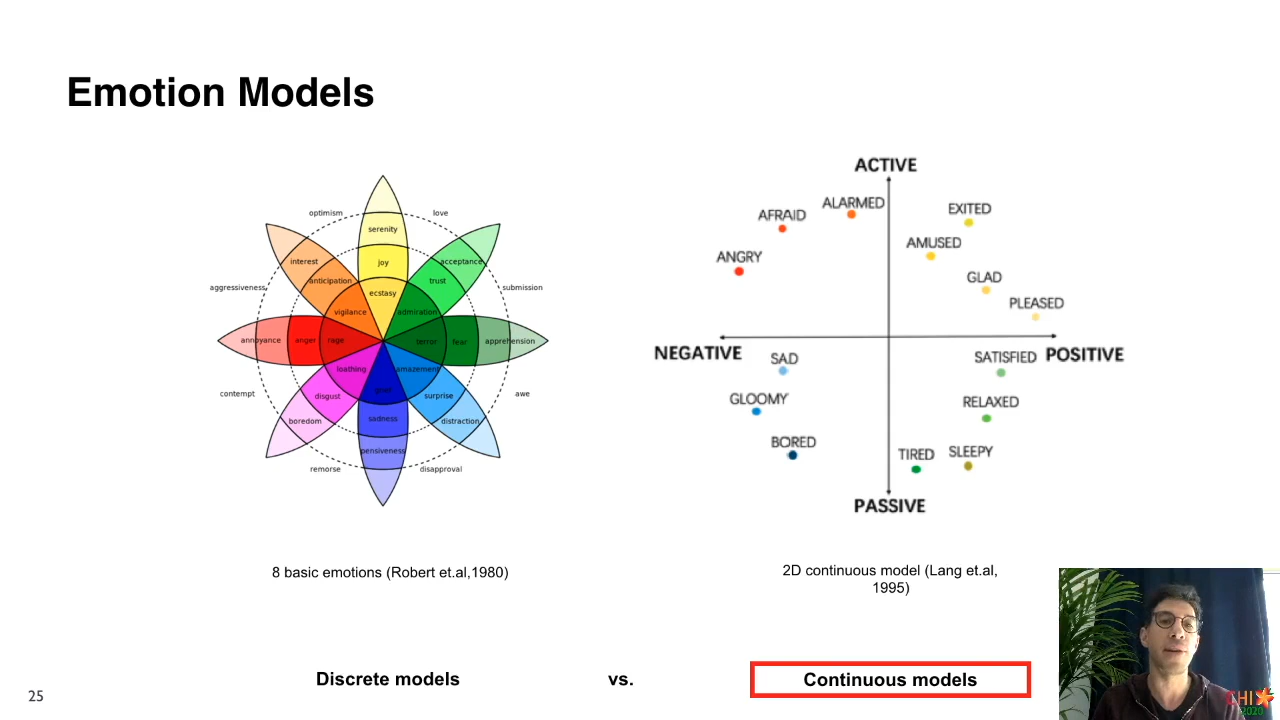 Emotion Models
optimism
love
serenity
interest
joy
acceptance
anticipation
trust
aggressiveness
ecstasy
submission
vigilance
admiration
annoyance
anger
rage
terror
fear
apprehension
loathing
amazement
contempt
disgust
grief
surprise
awe
boredom
sadness
distraction
pensiveness
remorse
disapproval
8 basic emotions (Robert et.al,1980)
ACTIVE
ALARMED
AFRAID
EXITED
AMUSED
ANGRY
GLAD
PLEASED
NEGATIVE
POSITIVE
SAD
SATISFIED
GLOOMY
RELAXED
BORED
TIRED
SLEEPY
PASSIVE
2D continuous model (Lang et.al,
1995)
Discrete models
vs.
Continuous models
25
CHI
2020